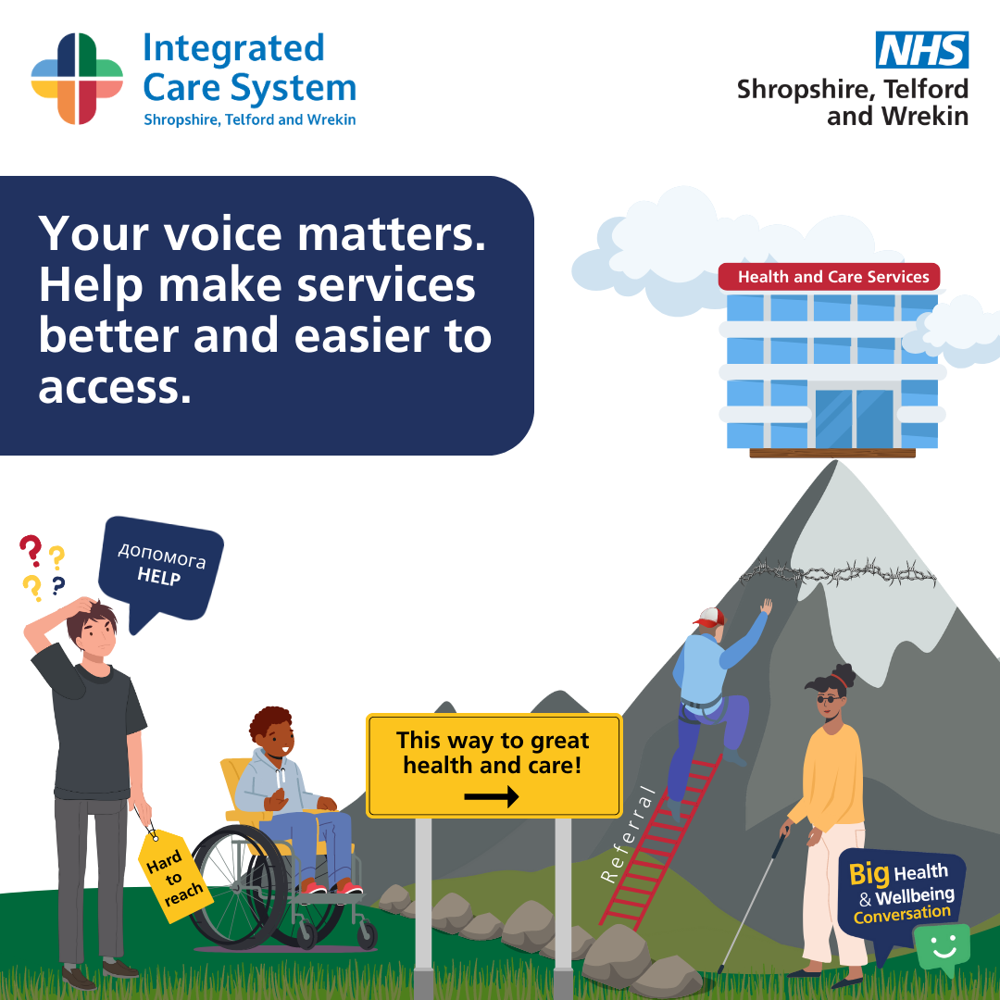 Integrated
Care System
Shropshire, Telford and Wrekin
NHS
Shropshire, Telford
and Wrekin
Your voice matters.
Help make services
better and easier to
access.
Health and Care Services
? ?
? ?
допомога
HELP
This way to great
health and care!
Referral
Hard
to
reach
Big Health
& Wellbeing
Conversation